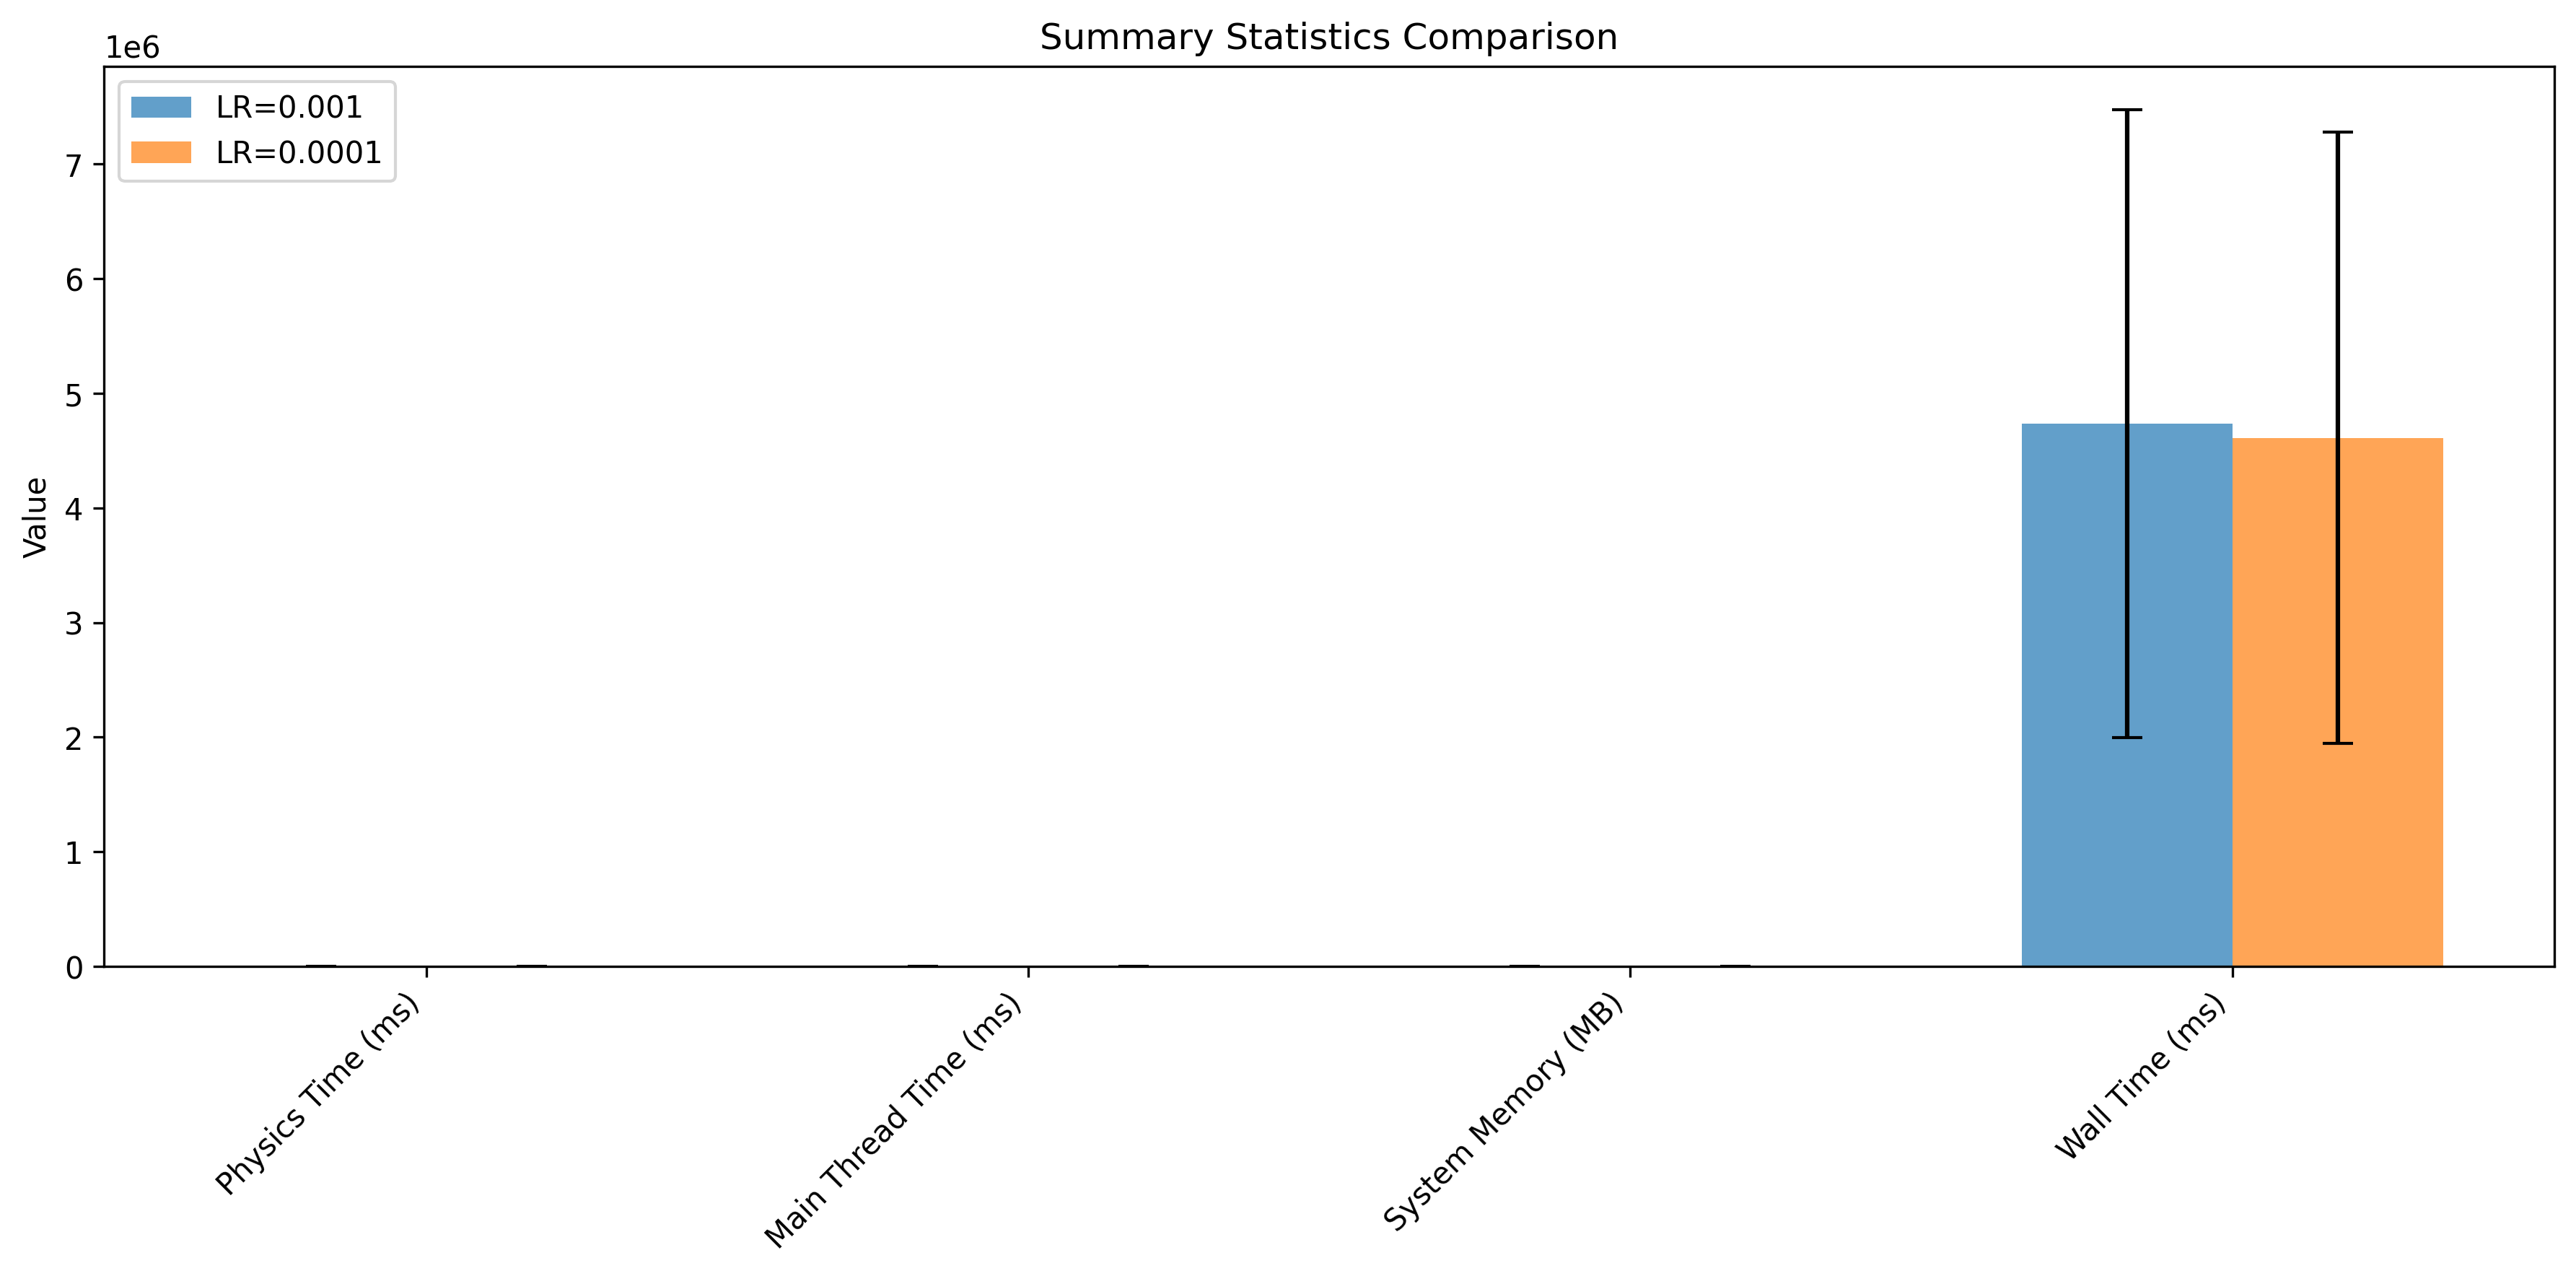 Summary Statistics Comparison
1e6
LR=0.001
LR=0.0001
7
6
5
4
3
2
1
0
Value
Physics Time (ms)
Main Thread Time (ms)
System Memory (MB)
Wall Time (ms)